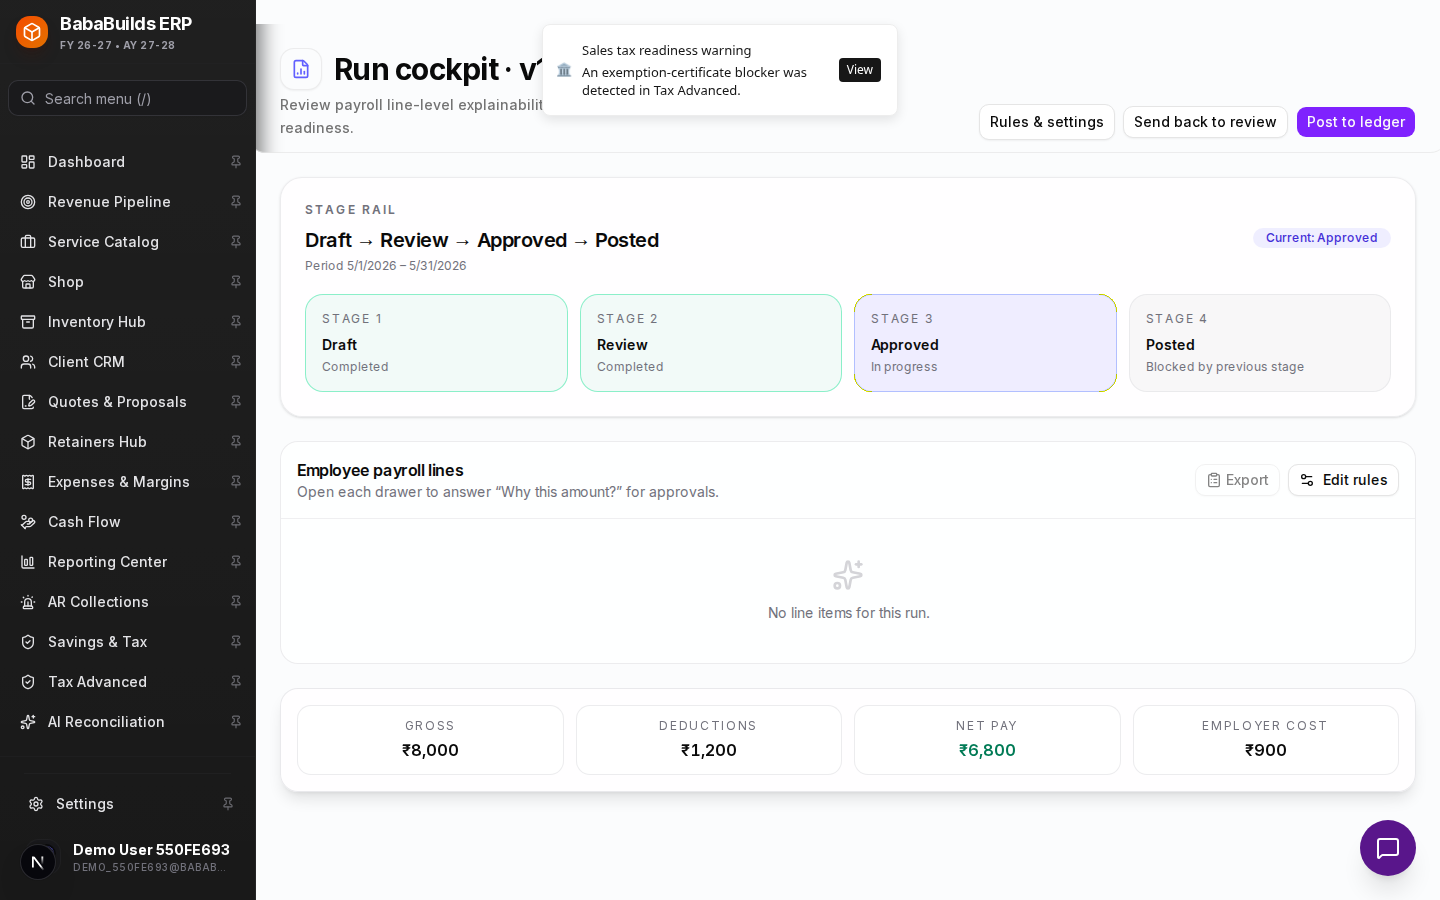 BabaBuilds ERP
FY 26-27 • AY 27-28
Search menu (/)
Dashboard
Revenue Pipeline
Service Catalog
Shop
Inventory Hub
Client CRM
Quotes & Proposals
Retainers Hub
Expenses & Margins
Cash Flow
Reporting Center
AR Collections
Savings & Tax
Tax Advanced
AI Reconciliation
Settings
Demo User 550FE693
DEMO_550FE693@BABAB...
Run cockpit ·
Review payroll line-level
readiness.
Sales tax readiness warning
An exemption-certificate blocker was
detected in Tax Advanced.
View
Rules & settings
Send back to review
Post to ledger
STAGE RAIL
Draft → Review → Approved → Posted
Period 5/1/2026 – 5/31/2026
Current: Approved
STAGE 1
Draft
Completed
STAGE 2
Review
Completed
STAGE 3
Approved
In progress
STAGE 4
Posted
Blocked by previous stage
Employee payroll lines
Open each drawer to answer “Why this amount?” for approvals.
Export
Edit rules
No line items for this run.
GROSS
₹8,000
DEDUCTIONS
₹1,200
NET PAY
₹6,800
EMPLOYER COST
₹900